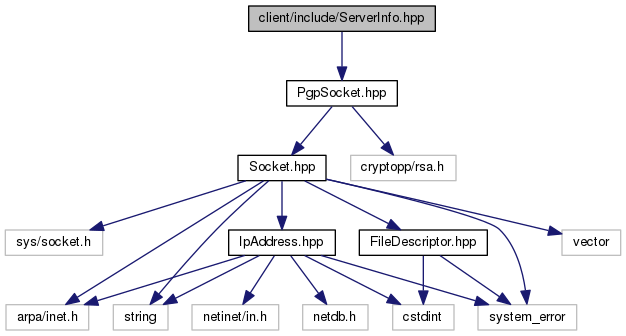 client/include/ServerInfo.hpp
PgpSocket.hpp
Socket.hpp
cryptopp/rsa.h
sys/socket.h
IpAddress.hpp
FileDescriptor.hpp
vector
arpa/inet.h
string
netinet/in.h
netdb.h
cstdint
system_error